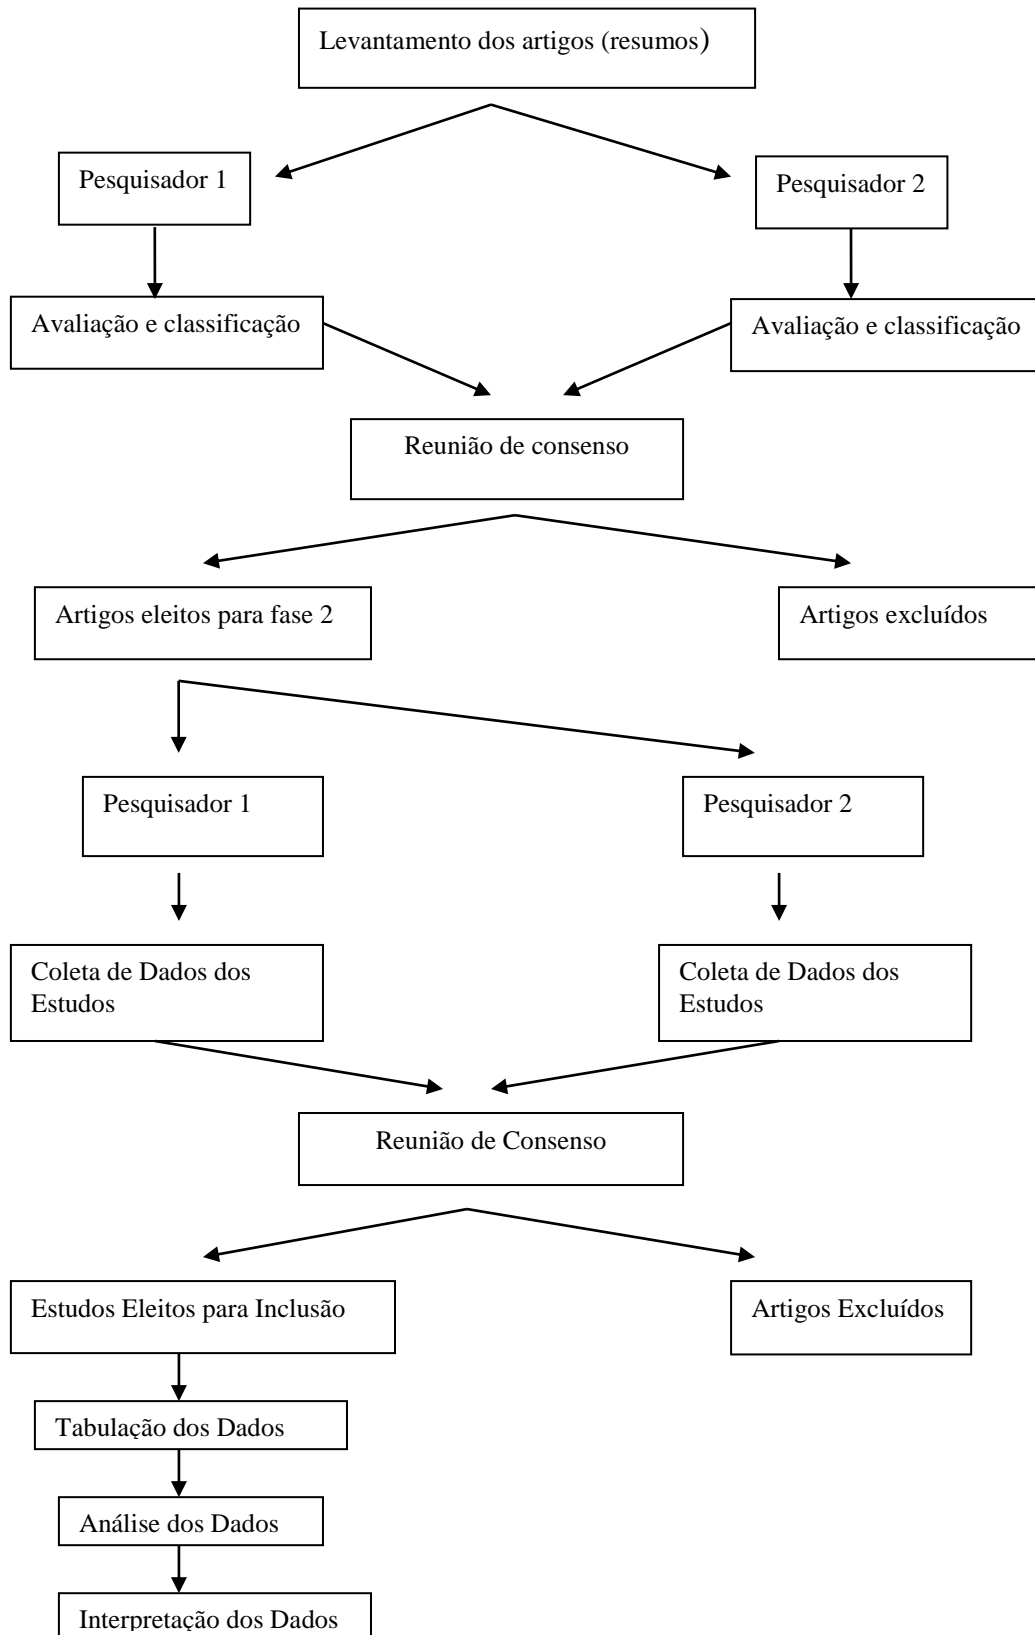 Levantamento dos artigos (resumos)
Pesquisador 1
Pesquisador 2
Avaliação e classificação
Avaliação e classificação
Reunião de consenso
Artigos eleitos para fase 2
Artigos excluídos
Pesquisador 1
Pesquisador 2
Coleta de Dados dos
Estudos
Coleta de Dados dos
Estudos
Reunião de Consenso
Estudos Eleitos para Inclusão
Artigos Excluídos
Tabulação dos Dados
Análise dos Dados
Interpretação dos Dados